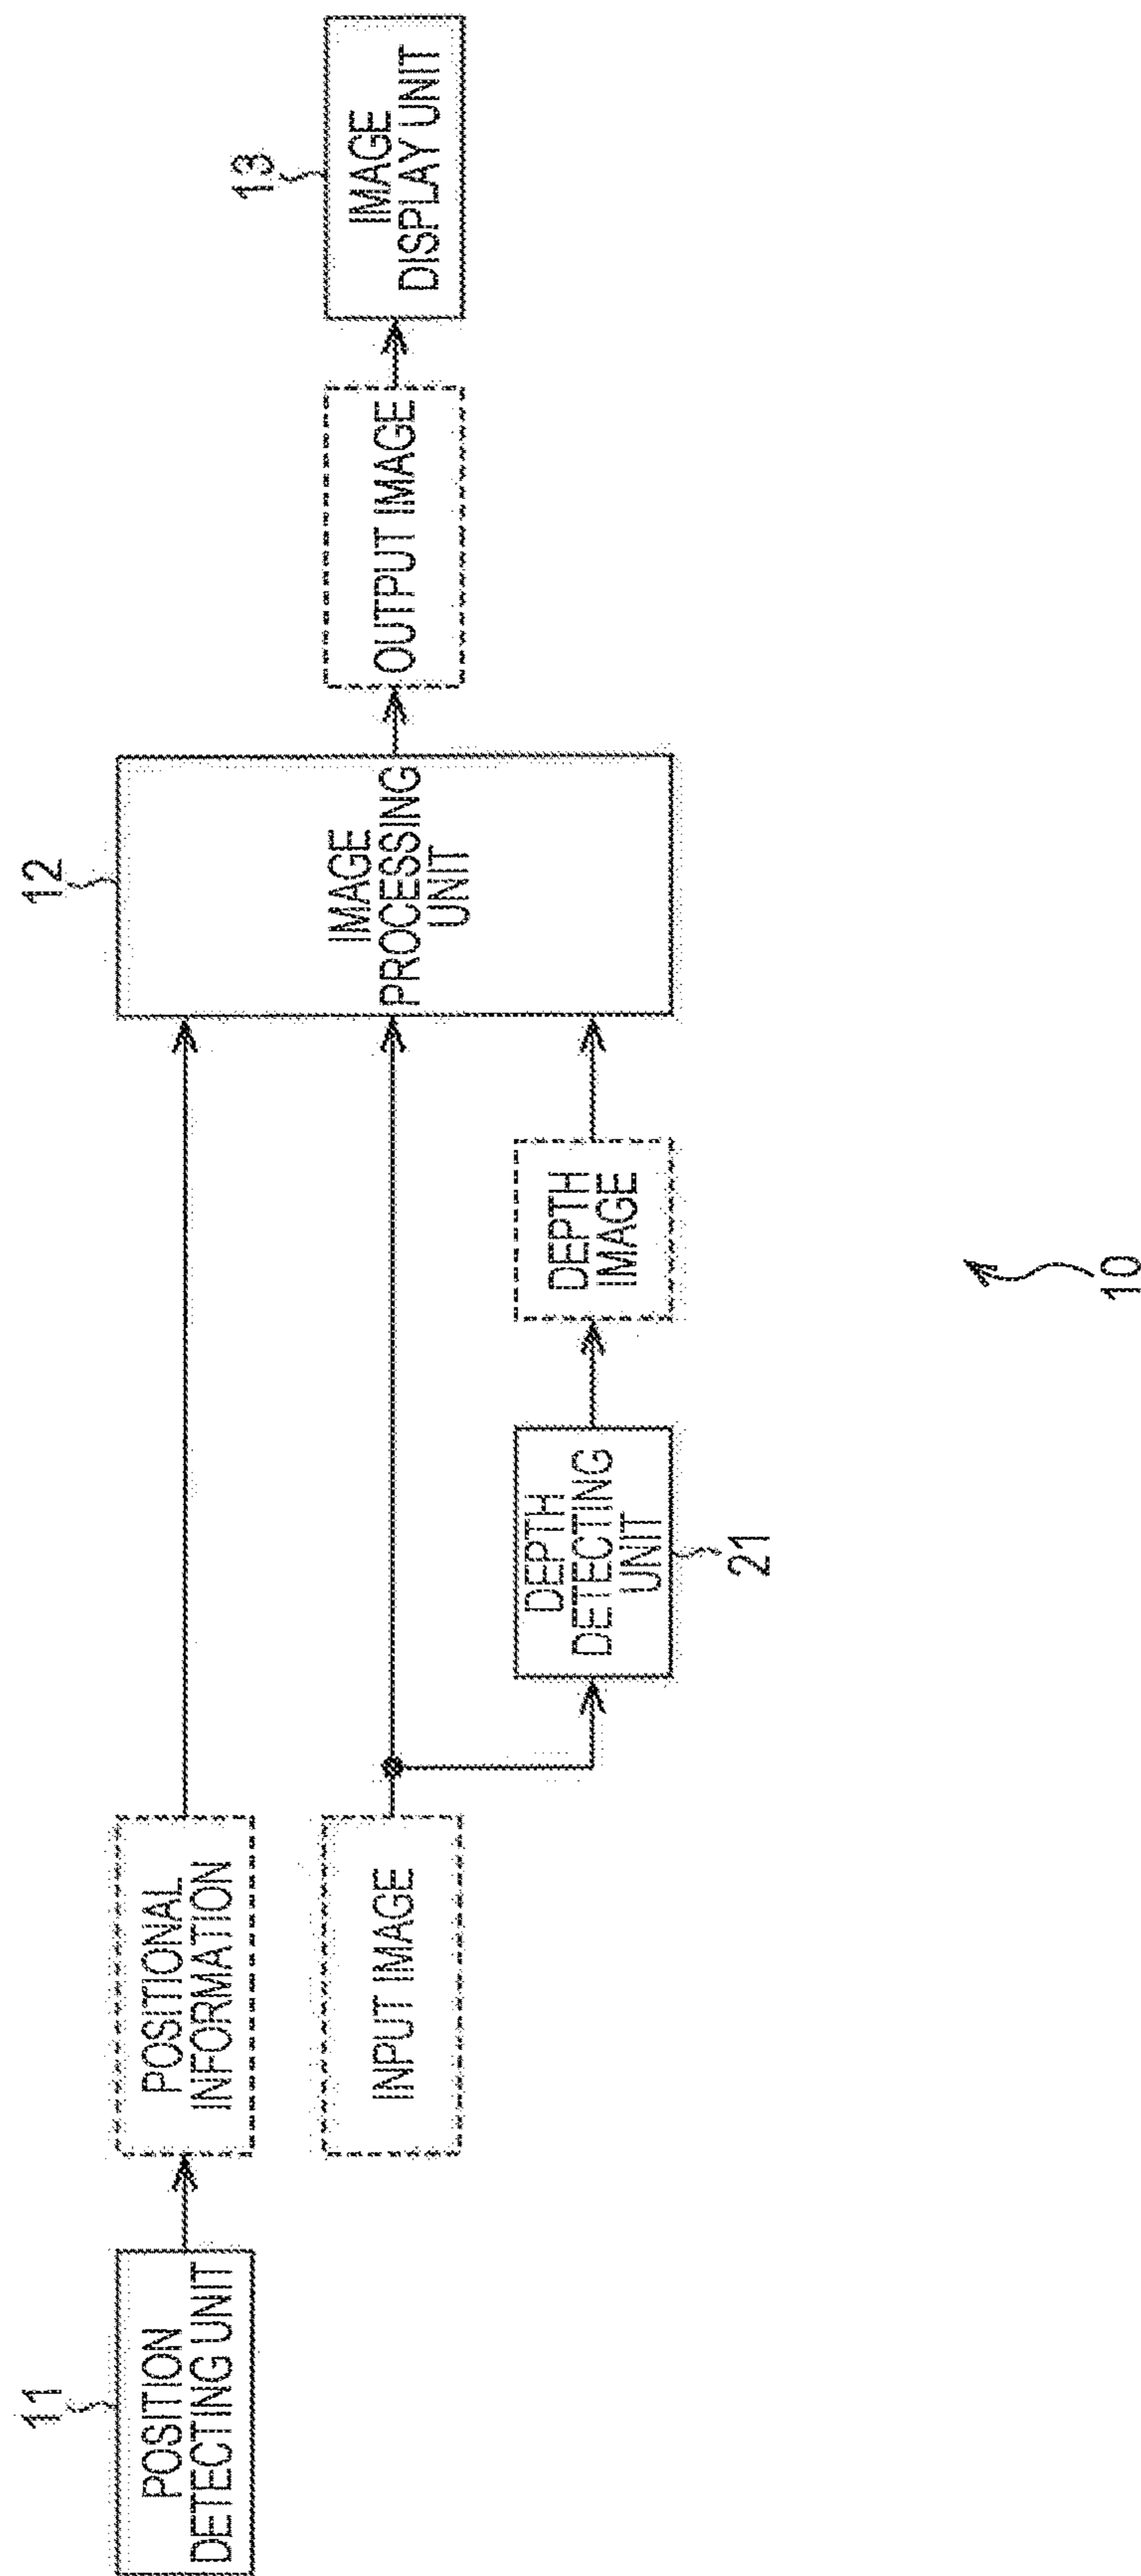 11
POSITION
DETECTING UNIT
POSITIONAL
INFORMATION
INPUT IMAGE
DEPTH
DETECTING
UNIT
21
DEPTH
IMAGE
12
IMAGE
PROCESSING
UNIT
OUTPUT IMAGE
13
IMAGE
DISPLAY UNIT
10